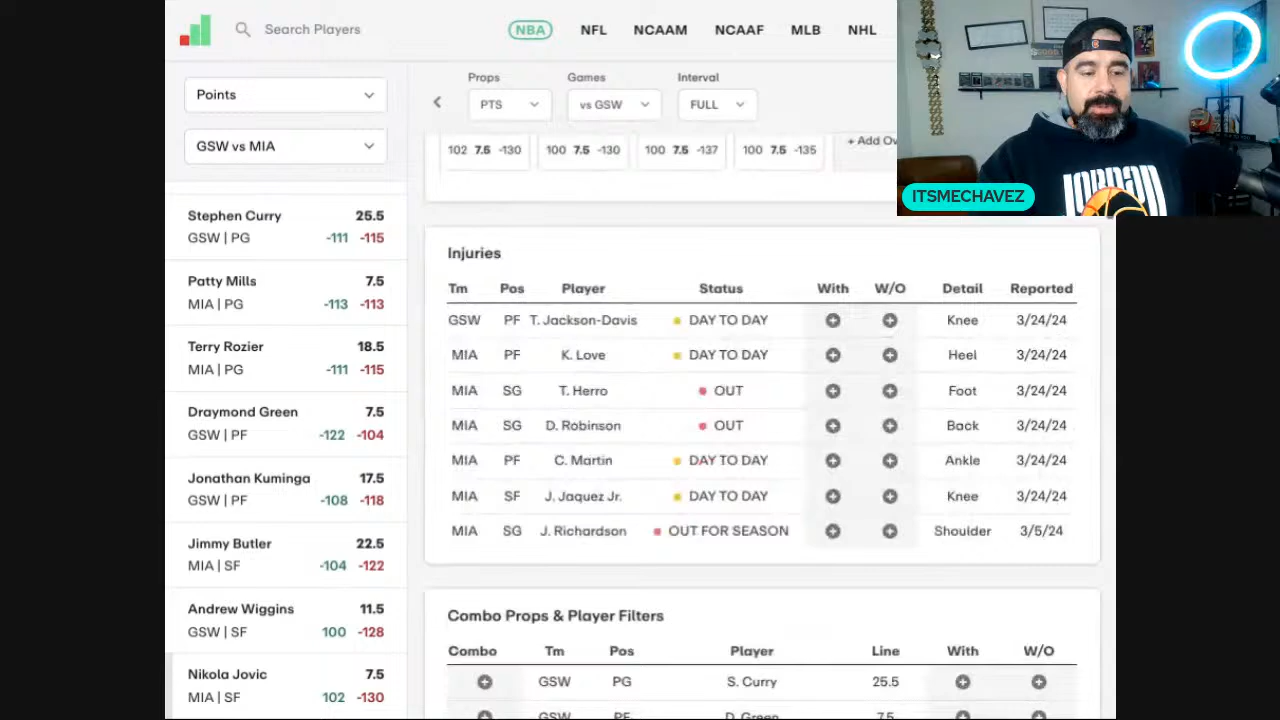 Search Players
NBA NFL NCAAM NCAAF MLB NHL
Points
GSW vs MIA
Props Games Interval
PTS vs GSW FULL
102 7.5 -130 100 7.5 -130 100 7.5 -137 100 7.5 -135 + Add Ov
ITSMECHAVEZ
JORDAN
Stephen Curry 25.5
GSW | PG -111 -115
Patty Mills 7.5
MIA | PG -113 -113
Terry Rozier 18.5
MIA | PG -111 -115
Draymond Green 7.5
GSW | PF -122 -104
Jonathan Kuminga 17.5
GSW | PF -108 -118
Jimmy Butler 22.5
MIA | SF -104 -122
Andrew Wiggins 11.5
GSW | SF 100 -128
Nikola Jovic 7.5
MIA | SF 102 -130
Injuries
Tm Pos Player Status With W/O Detail Reported
GSW PF T. Jackson-Davis DAY TO DAY Knee 3/24/24
MIA PF K. Love DAY TO DAY Heel 3/24/24
MIA SG T. Herro OUT Foot 3/24/24
MIA SG D. Robinson OUT Back 3/24/24
MIA PF C. Martin DAY TO DAY Ankle 3/24/24
MIA SF J. Jaquez Jr. DAY TO DAY Knee 3/24/24
MIA SG J. Richardson OUT FOR SEASON Shoulder 3/5/24
Combo Props & Player Filters
Combo Tm Pos Player Line With W/O
GSW PG S. Curry 25.5
GSW PF D. Green 7.5